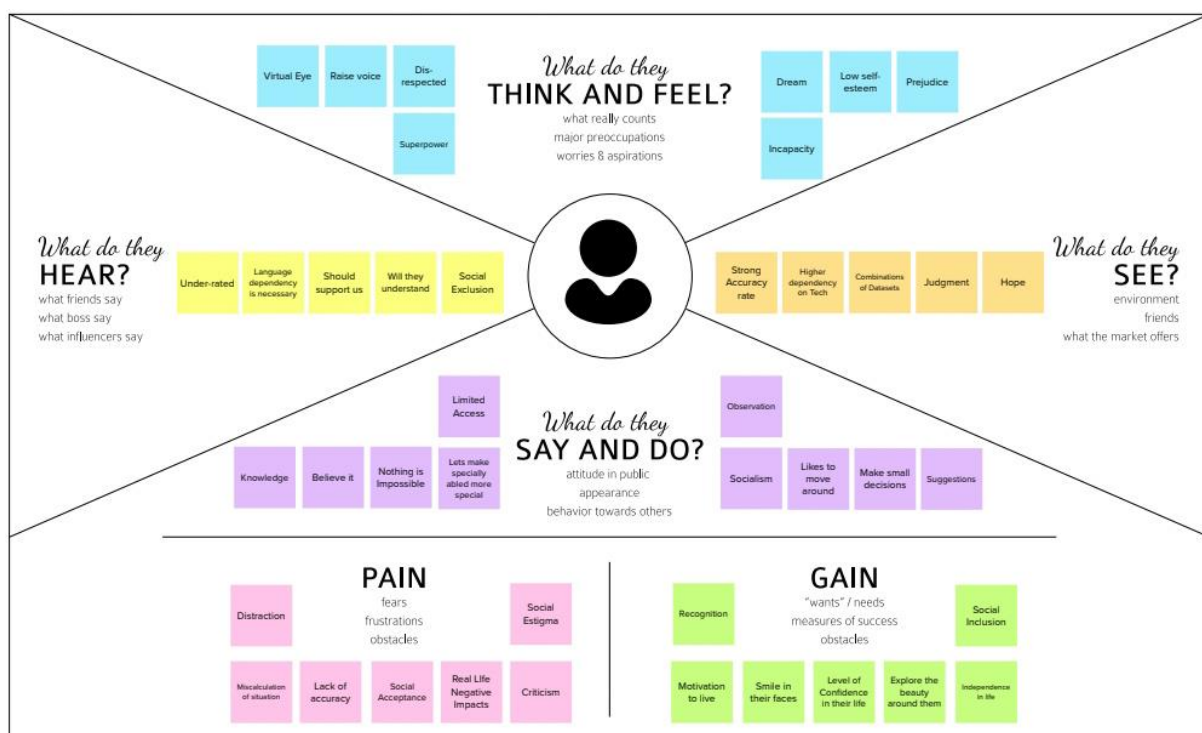 What do they
THINK AND FEEL?
what really counts
major preoccupations
worries & aspirations
Virtual Eye
Raise voice
Dis-
respected
Superpower
Dream
Low self-
esteem
Prejudice
Incapacity
What do they
HEAR?
what friends say
what boss say
what influencers say
Under-rated
Language
dependency
is necessary
Should
support us
Will they
understand
Social
Exclusion
Strong
Accuracy
rate
Higher
dependency
on Tech
Combinations
of Datasets
Judgment
Hope
What do they
SEE?
environment
friends
what the market offers
Limited
Access
Knowledge
Believe it
Nothing is
Impossible
Lets make
specially
abled more
special
What do they
SAY AND DO?
attitude in public
appearance
behavior towards others
Observation
Socialism
Likes to
move
around
Make small
decisions
Suggestions
PAIN
fears
frustrations
obstacles
Distraction
Social
Estigma
Miscalculation
of situation
Lack of
accuracy
Social
Acceptance
Real LIfe
Negative
Impacts
Criticism
GAIN
"wants" / needs
measures of success
obstacles
Recognition
Social
Inclusion
Motivation
to live
Smile in
their faces
Level of
Confidence
in their life
Explore the
beauty
around them
Independence
in life